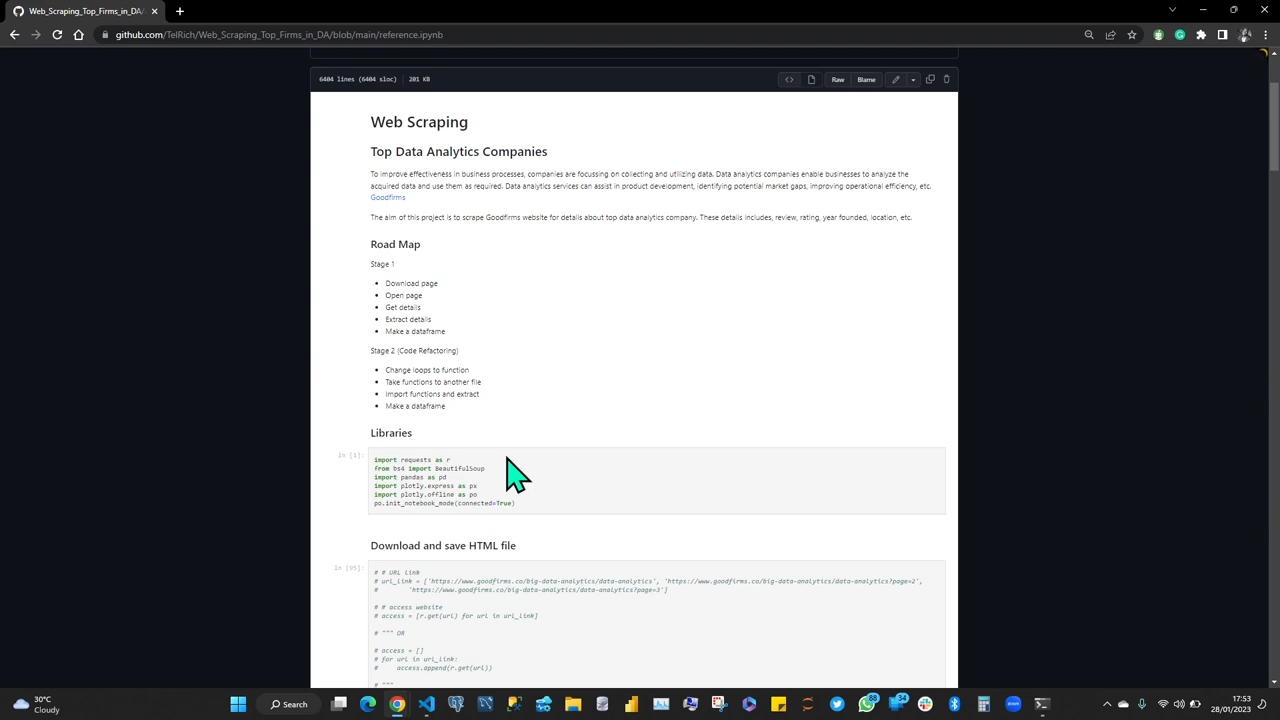 Web_Scraping_Top_Firms_in_DA/
github.com/TelRich/Web_Scraping_Top_Firms_in_DA/blob/main/reference.ipynb
6404 lines (6404 sloc) 201 KB
Raw
Blame
Web Scraping
Top Data Analytics Companies
To improve effectiveness in business processes, companies are focussing on collecting and utilizing data. Data analytics companies enable businesses to analyze the
acquired data and use them as required. Data analytics services can assist in product development, identifying potential market gaps, improving operational efficiency, etc.
Goodfirms
The aim of this project is to scrape Goodfirms website for details about top data analytics company. These details includes, review, rating, year founded, location, etc.
Road Map
Stage 1
• Download page
• Open page
• Get details
• Extract details
• Make a dataframe
Stage 2 (Code Refactoring)
• Change loops to function
• Take functions to another file
• Import functions and extract
• Make a dataframe
Libraries
In [1]:
import requests as r
from bs4 import BeautifulSoup
import pandas as pd
import plotly.express as px
import plotly.offline as po
po.init_notebook_mode(connected=True)
Download and save HTML file
In [95]:
# # URL Link
# url_link = ['https://www.goodfirms.co/big-data-analytics/data-analytics', 'https://www.goodfirms.co/big-data-analytics/data-analytics?page=2',
# 'https://www.goodfirms.co/big-data-analytics/data-analytics?page=3']
# # access website
# access = [r.get(url) for url in url_link]
# """ OR
# access = []
# for url in url_link:
# access.append(r.get(url))
# """
30°C
Cloudy
Search
88
34
17:53
28/01/2023